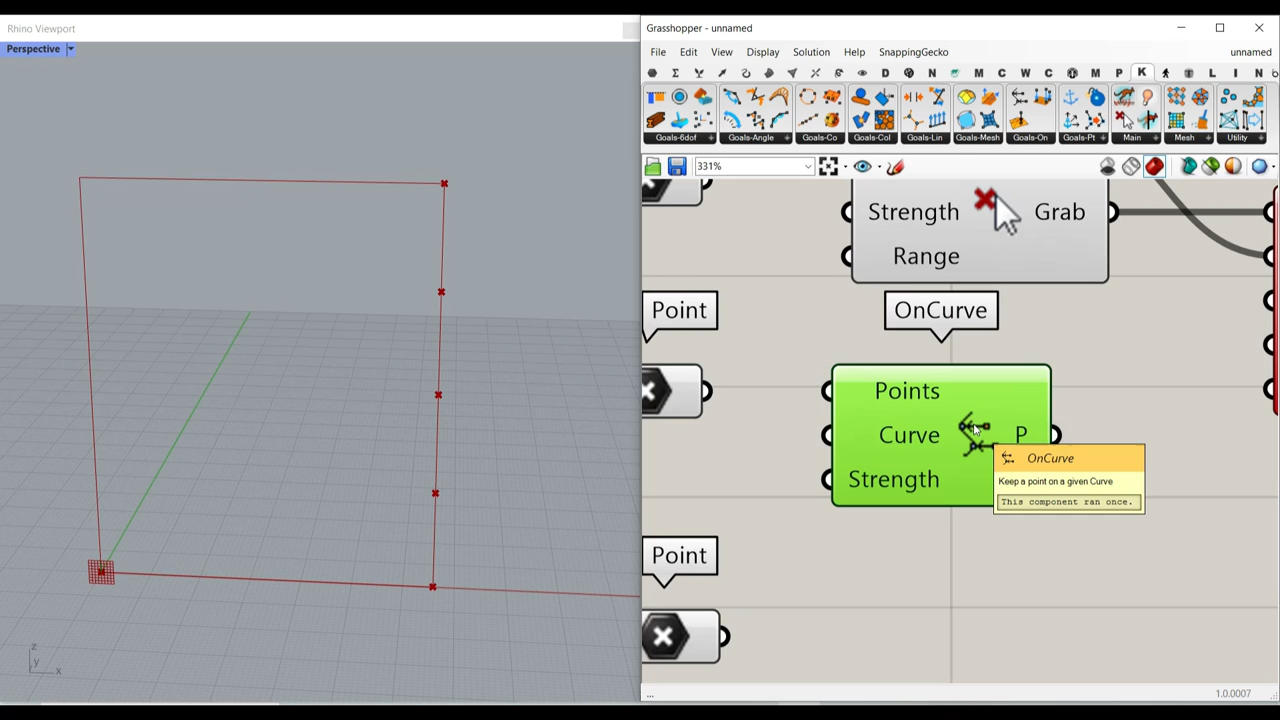 Rhino Viewport
Perspective
z
y
x
Grasshopper - unnamed
File Edit View Display Solution Help SnappingGecko unnamed
D N M C W C M P K L I N
Goals-6dof Goals-Angle Goals-Co Goals-Col Goals-Lin Goals-Mesh Goals-On Goals-Pt Main Mesh Utility
331%
Strength Grab
Range
Point OnCurve
Points
Curve P
Strength
OnCurve
Keep a point on a given Curve
This component ran once.
Point
...
1.0.0007